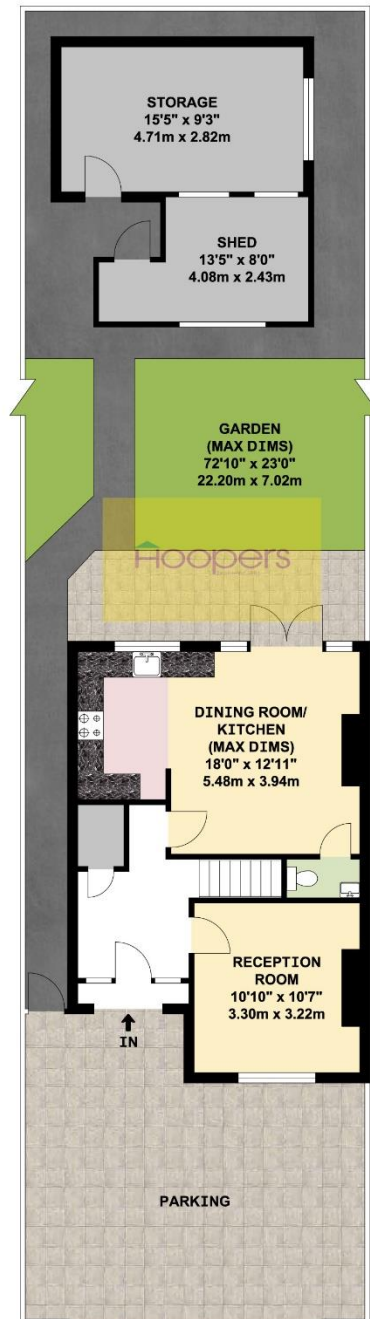 STORAGE
15'5" x 9'3"
4.71m x 2.82m
SHED
13'5" x 8'0"
4.08m x 2.43m
GARDEN
(MAX DIMS)
72'10" x 23'0"
22.20m x 7.02m
Hoopers
DINING ROOM/
KITCHEN
(MAX DIMS)
18'0" x 12'11"
5.48m x 3.94m
RECEPTION
ROOM
10'10" x 10'7"
3.30m x 3.22m
IN
PARKING